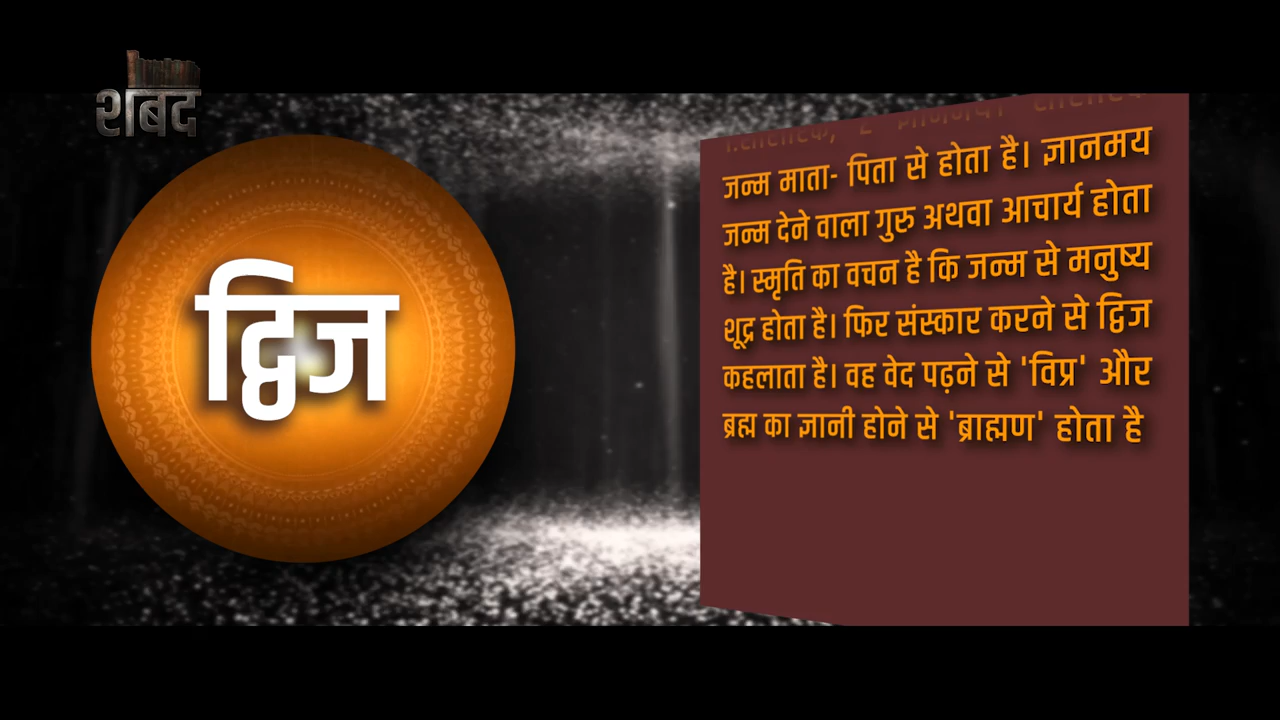 शबद
द्विज
जन्म माता- पिता से होता है। ज्ञानमय
जन्म देने वाला गुरु अथवा आचार्य होता
है। स्मृति का वचन है कि जन्म से मनुष्य
शूद्र होता है। फिर संस्कार करने से द्विज
कहलाता है। वह वेद पढ़ने से 'विप्र' और
ब्रह्म का ज्ञानी होने से 'ब्राह्मण' होता है